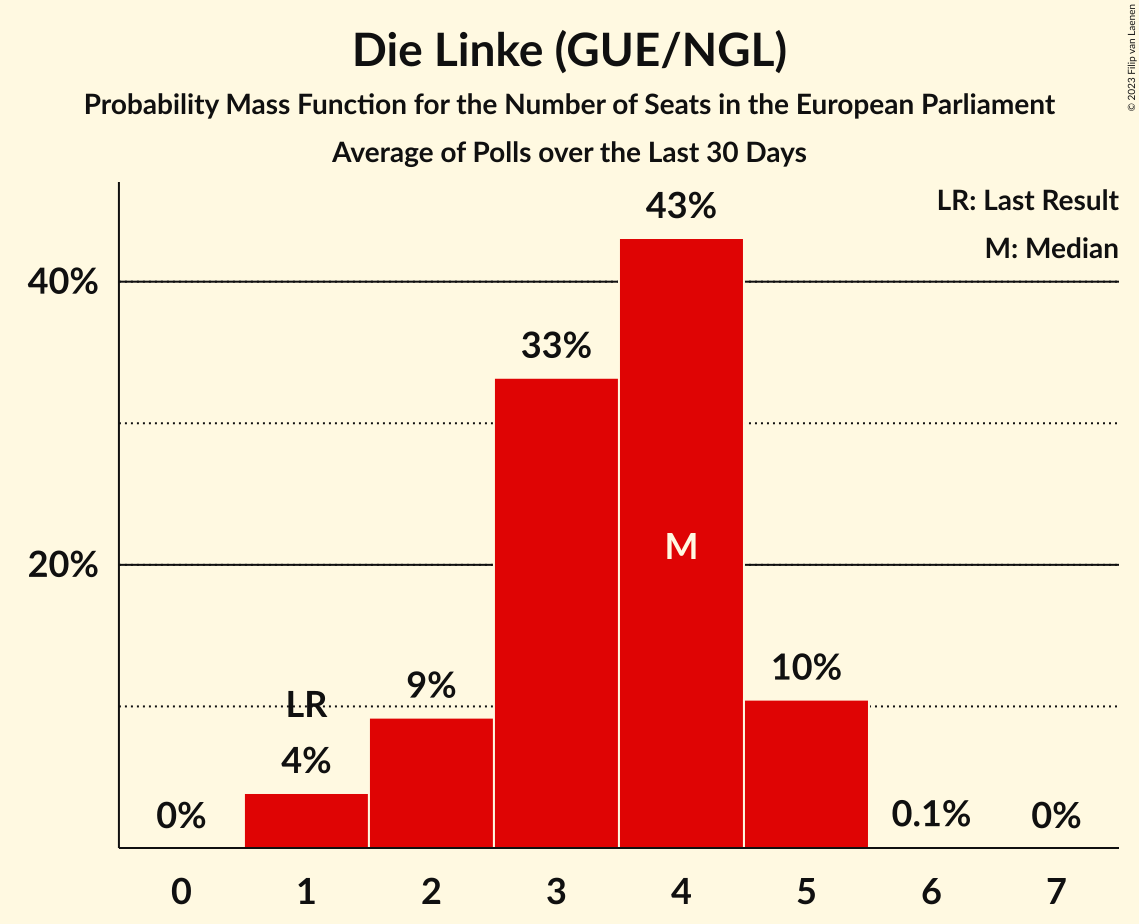 Die Linke (GUE/NGL)
Probability Mass Function for the Number of Seats in the European Parliament
Average of Polls over the Last 30 Days
© 2023 Filip van Laenen
LR: Last Result
M: Median
40%
20%
0%
LR
4%
9%
33%
43%
M
10%
0.1%
0%
0 1 2 3 4 5 6 7